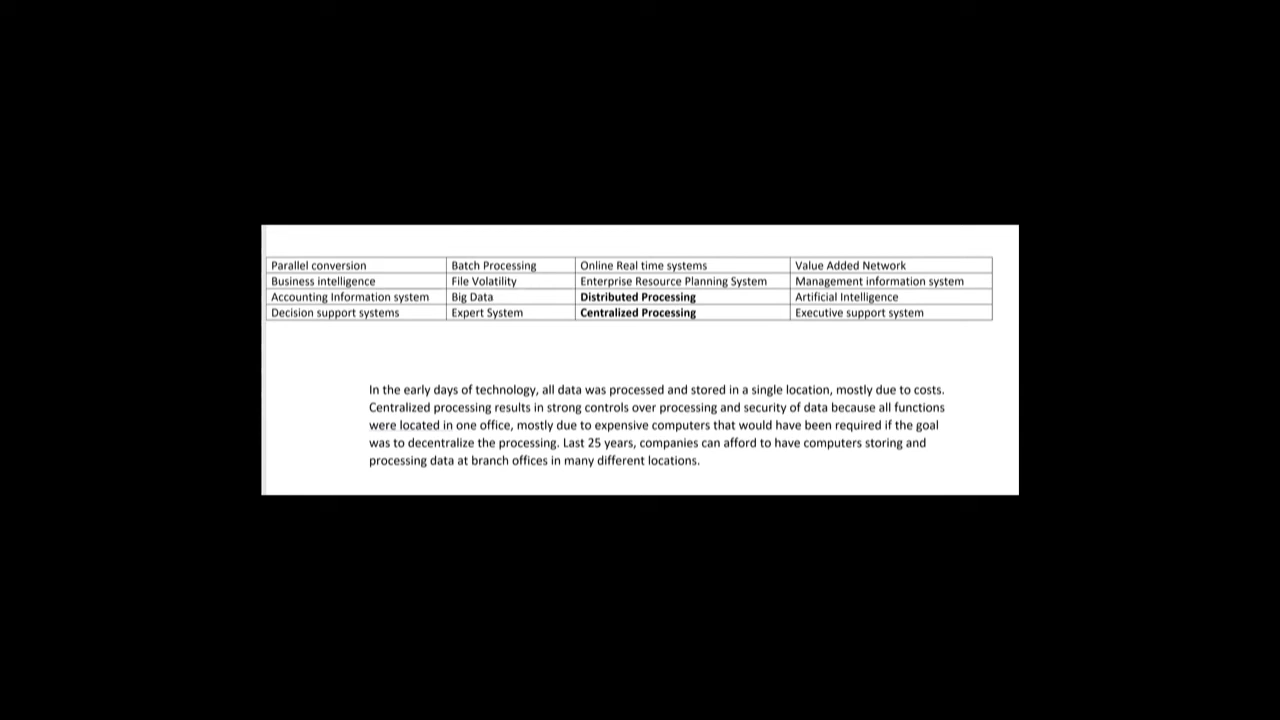 Parallel conversion Batch Processing Online Real time systems Value Added Network
Business intelligence File Volatility Enterprise Resource Planning System Management information system
Accounting Information system Big Data Distributed Processing Artificial Intelligence
Decision support systems Expert System Centralized Processing Executive support system
In the early days of technology, all data was processed and stored in a single location, mostly due to costs.
Centralized processing results in strong controls over processing and security of data because all functions
were located in one office, mostly due to expensive computers that would have been required if the goal
was to decentralize the processing. Last 25 years, companies can afford to have computers storing and
processing data at branch offices in many different locations.